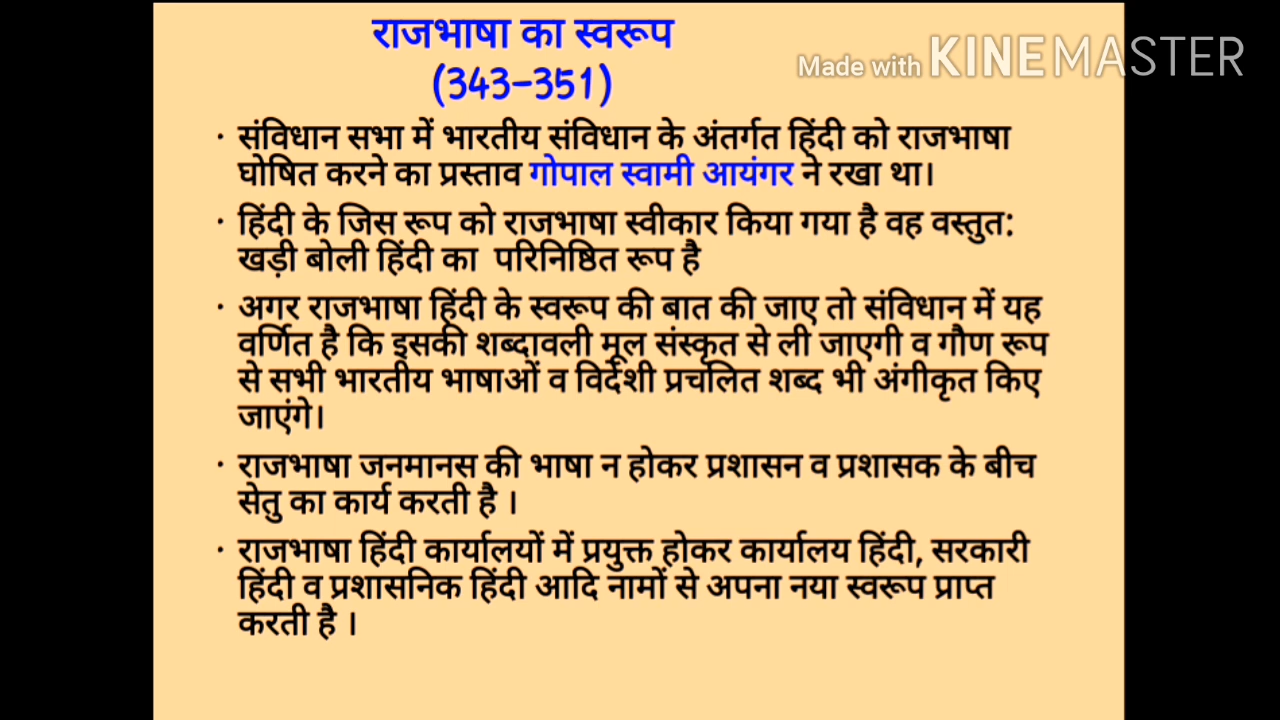 राजभाषा का स्वरूप
(343-351)
Made with KINEMASTER
· संविधान सभा में भारतीय संविधान के अंतर्गत हिंदी को राजभाषा
घोषित करने का प्रस्ताव गोपाल स्वामी आयंगर ने रखा था।
· हिंदी के जिस रूप को राजभाषा स्वीकार किया गया है वह वस्तुत:
खड़ी बोली हिंदी का परिनिष्ठित रूप है
· अगर राजभाषा हिंदी के स्वरूप की बात की जाए तो संविधान में यह
वर्णित है कि इसकी शब्दावली मूल संस्कृत से ली जाएगी व गौण रूप
से सभी भारतीय भाषाओं व विदेशी प्रचलित शब्द भी अंगीकृत किए
जाएंगे।
· राजभाषा जनमानस की भाषा न होकर प्रशासन व प्रशासक के बीच
सेतु का कार्य करती है ।
· राजभाषा हिंदी कार्यालयों में प्रयुक्त होकर कार्यालय हिंदी, सरकारी
हिंदी व प्रशासनिक हिंदी आदि नामों से अपना नया स्वरूप प्राप्त
करती है ।